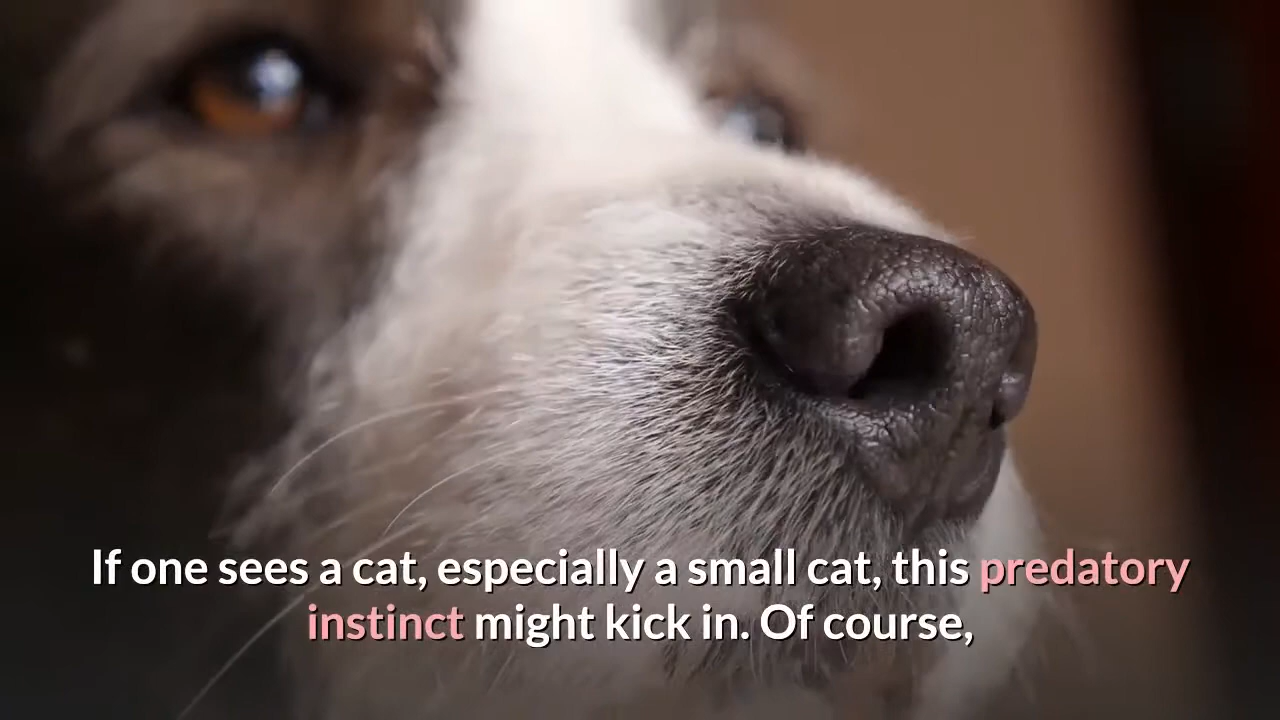 If one sees a cat, especially a small cat, this predatory
instinct might kick in. Of course,